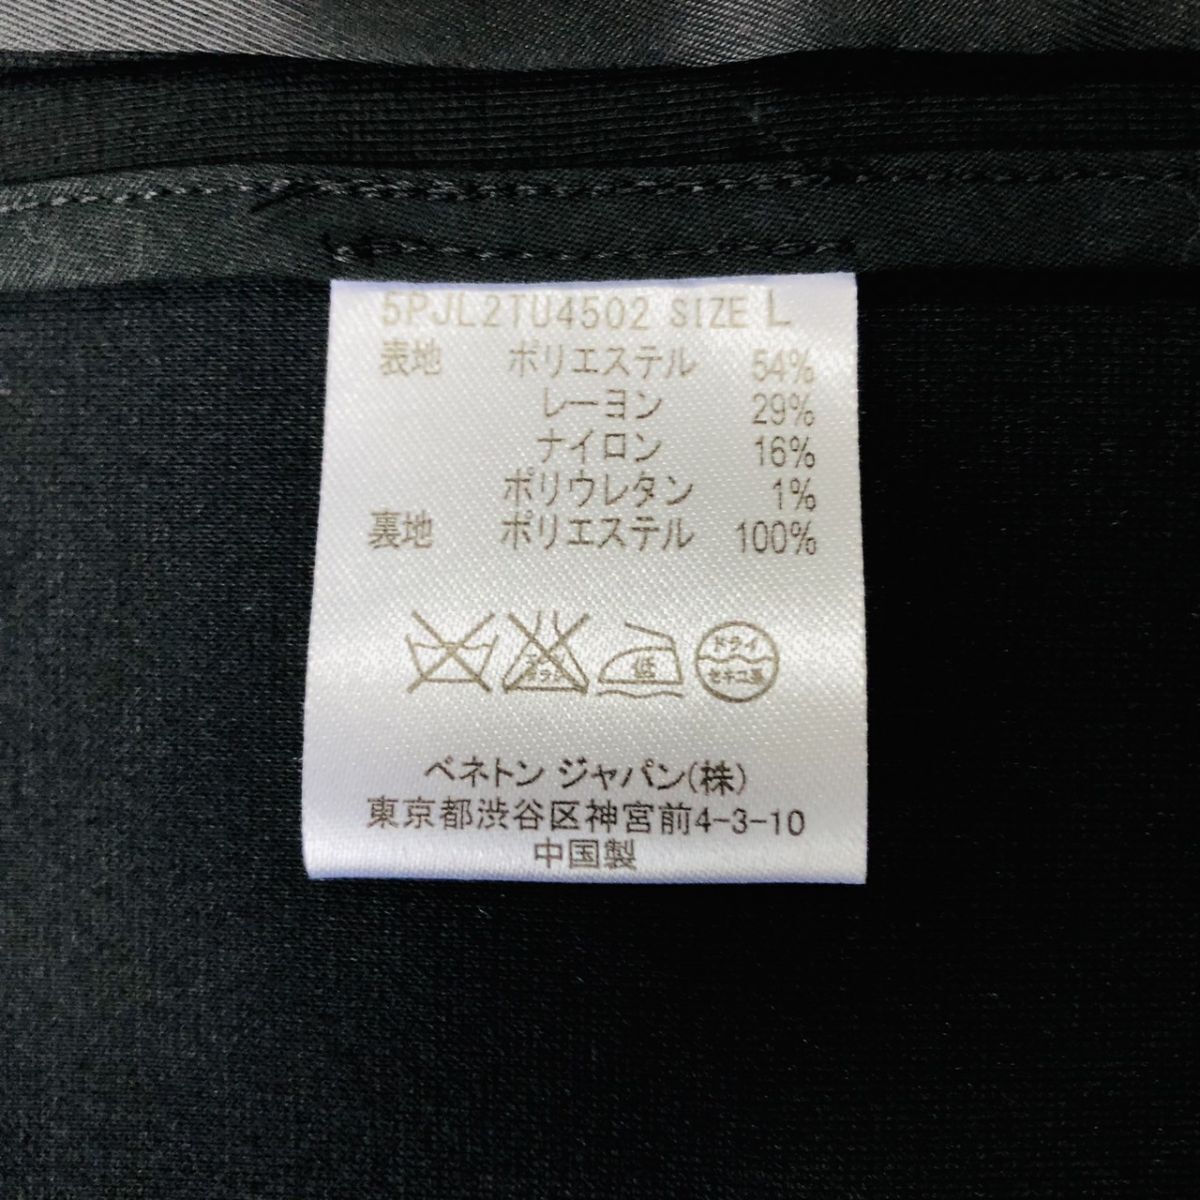 5PJL2TU4502 SIZE L
表地 ポリエステル 54%
レーヨン 29%
ナイロン 16%
ポリウレタン 1%
裏地 ポリエステル 100%
低 ドライ
セキユ系
ベネトン ジャパン(株)
東京都渋谷区神宮前4-3-10
中国製